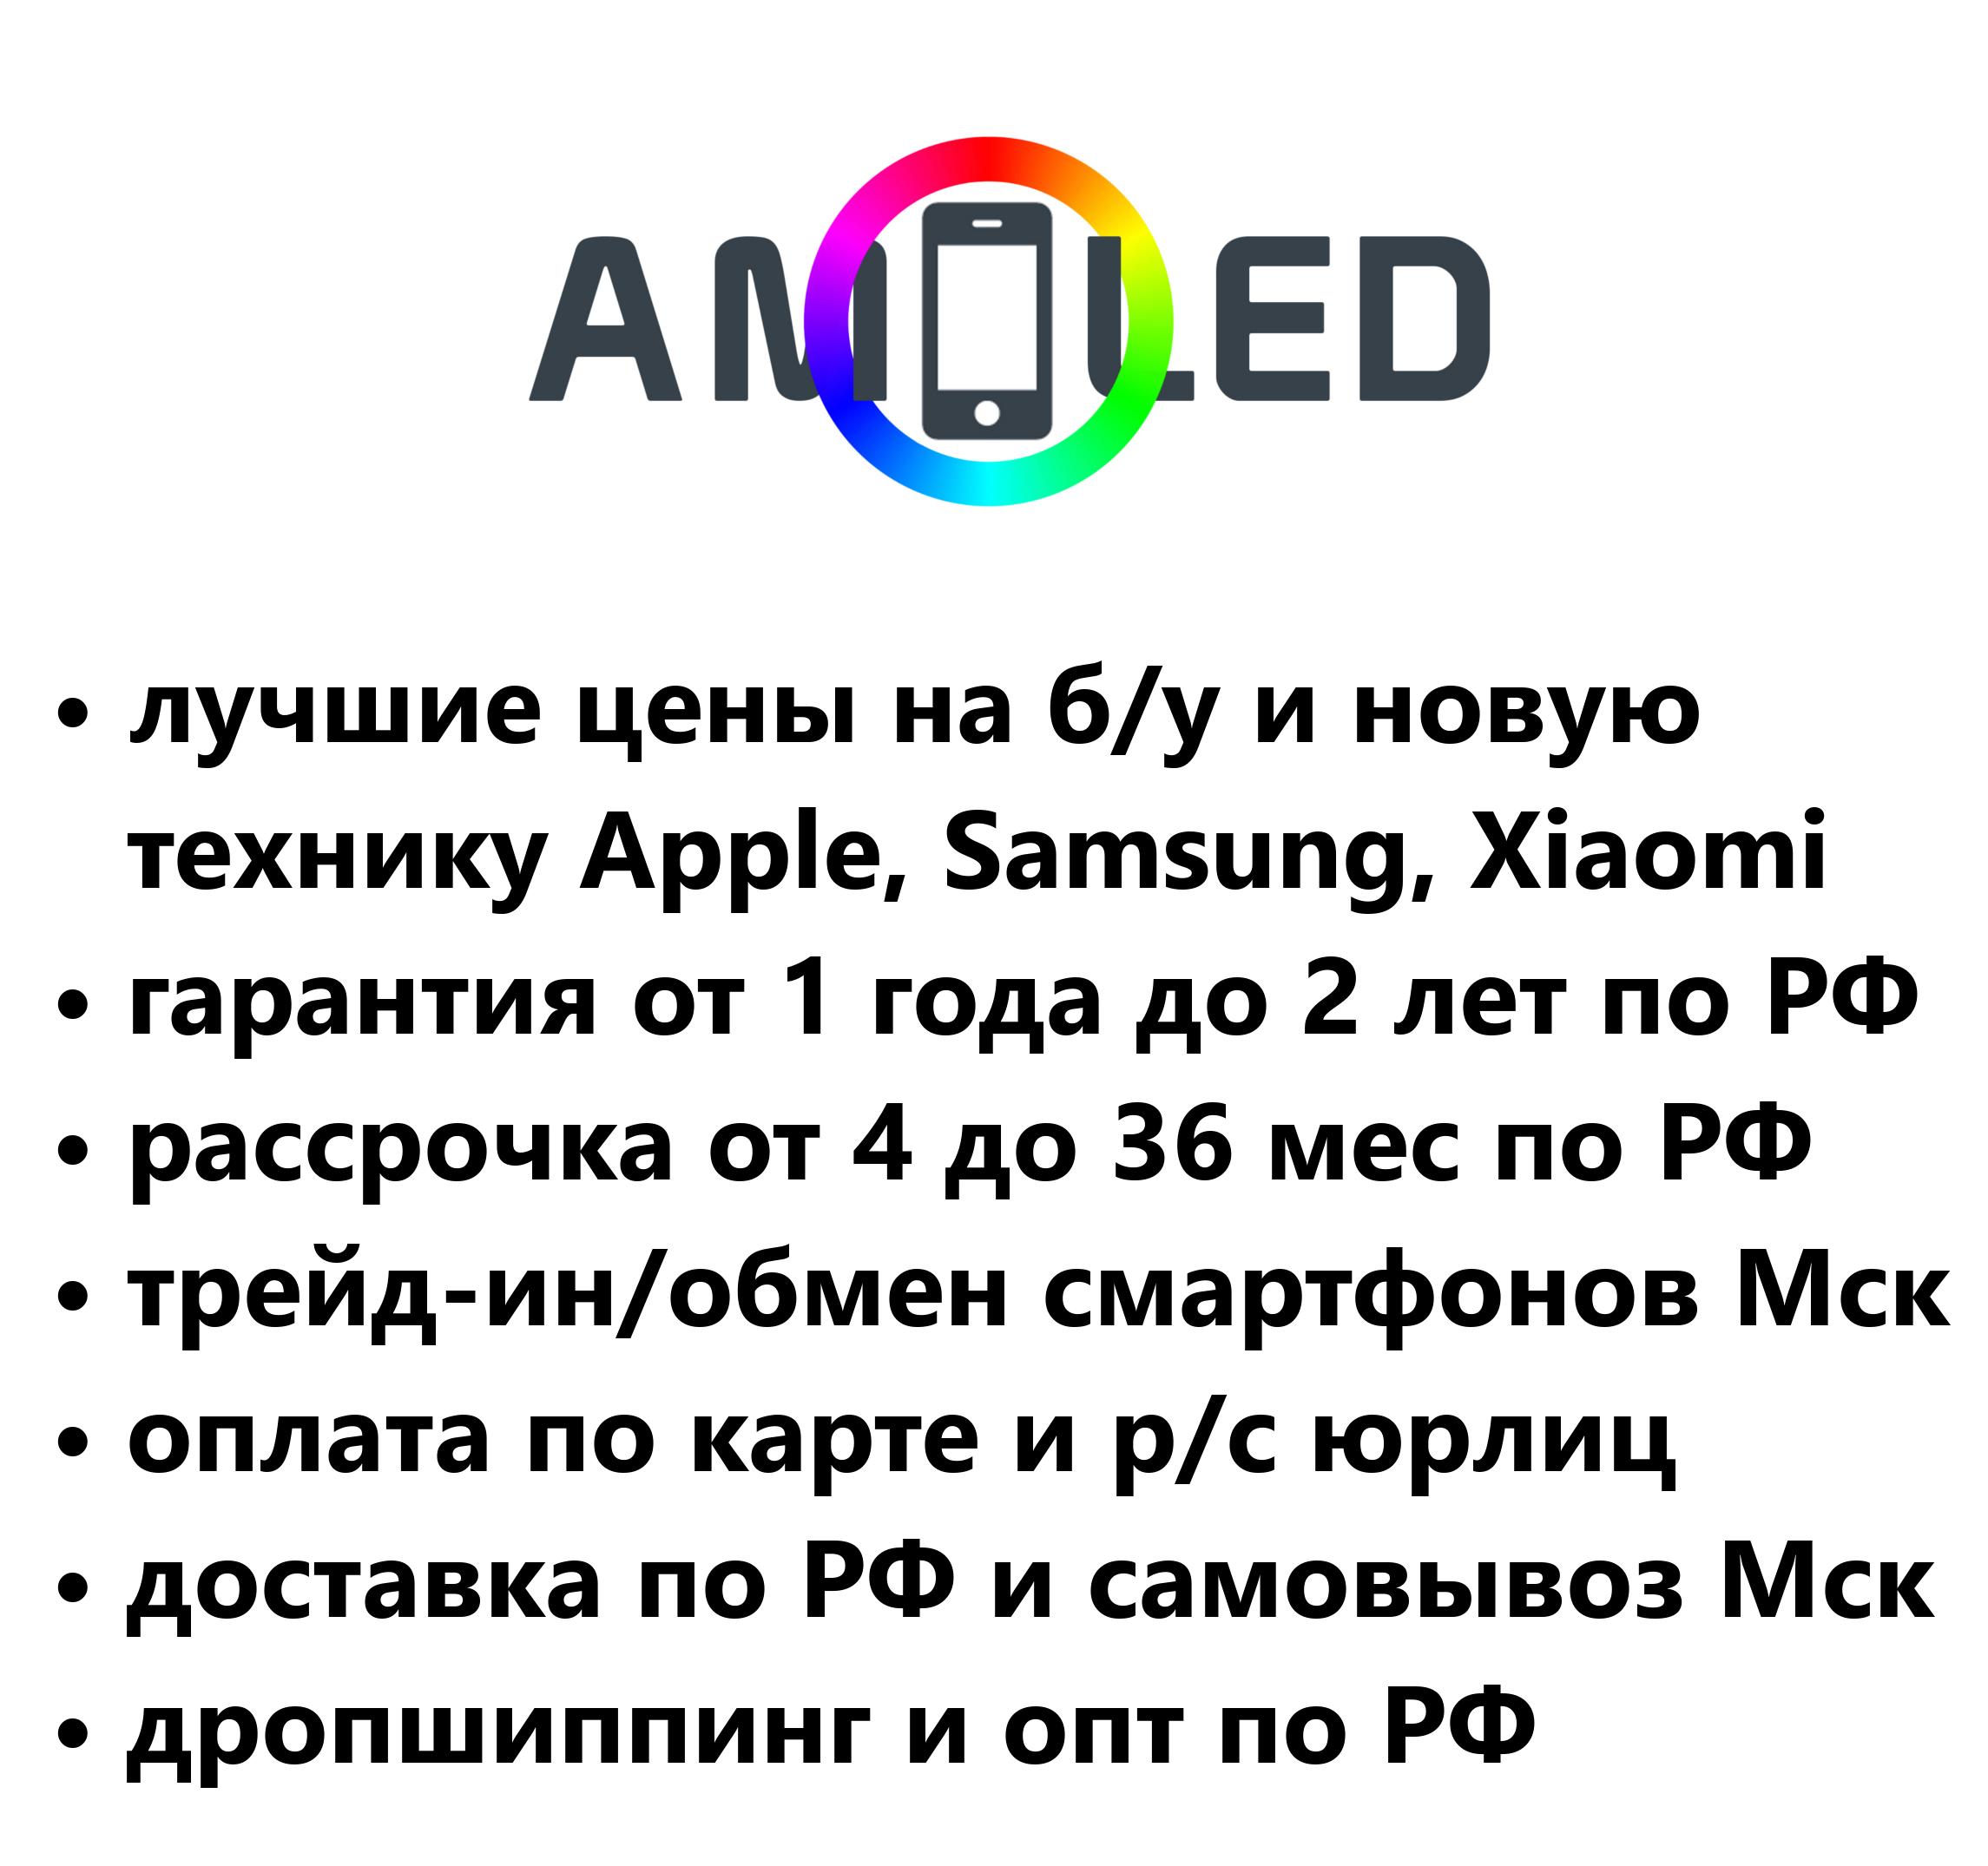 AMOLED
• лучшие цены на б/у и новую
технику Apple, Samsung, Xiaomi
• гарантия от 1 года до 2 лет по РФ
• рассрочка от 4 до 36 мес по РФ
• трейд-ин/обмен смартфонов Мск
• оплата по карте и р/с юрлиц
• доставка по РФ и самовывоз Мск
• дропшиппинг и опт по РФ